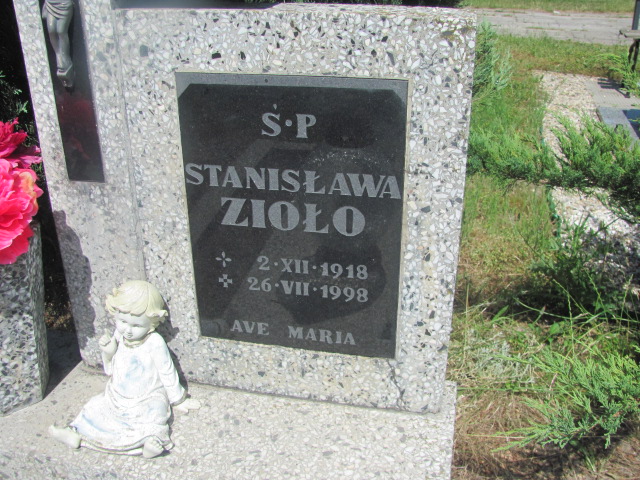 Ś·P
STANISŁAWA
ZIOŁO
2·XII·1918
26·VII·1998
AVE MARIA